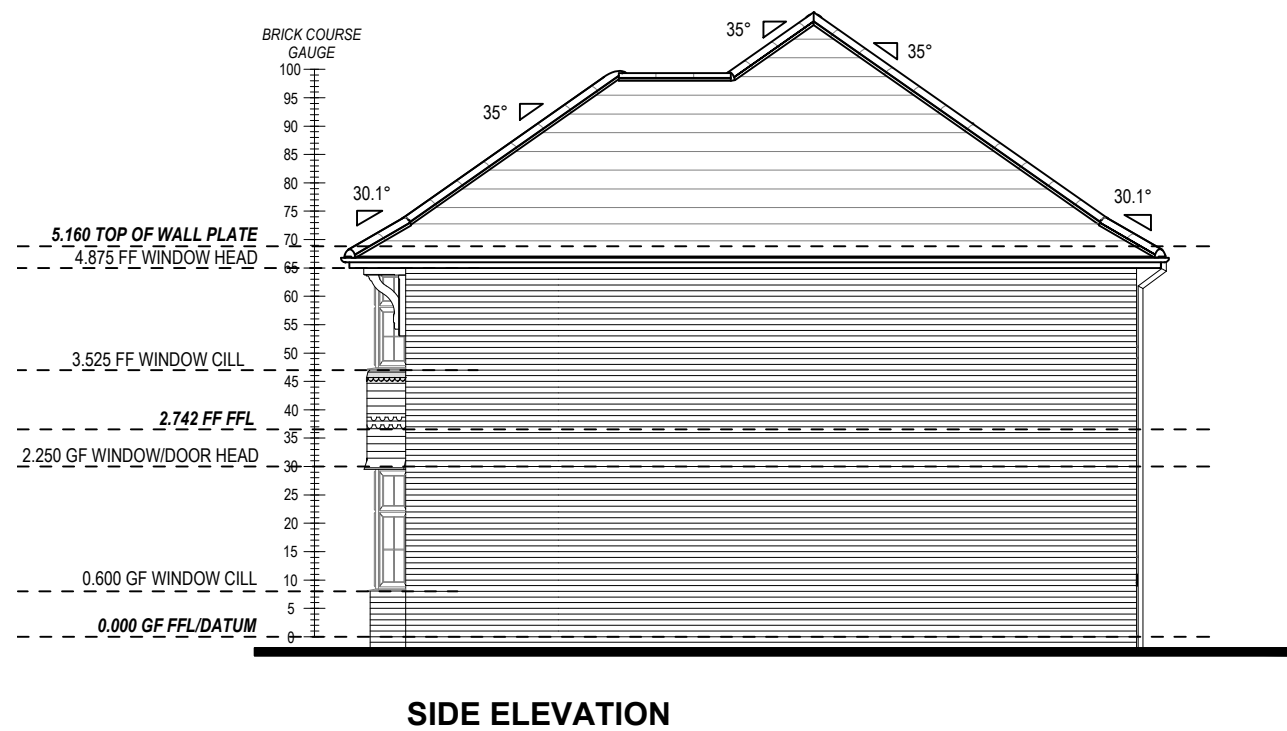 BRICK COURSE
GAUGE
35°
35°
35°
30.1°
30.1°
100
95
90
85
80
75
70
65
60
55
50
45
40
35
30
25
20
15
10
5
0
5.160 TOP OF WALL PLATE
4.875 FF WINDOW HEAD
3.525 FF WINDOW CILL
2.742 FF FFL
2.250 GF WINDOW/DOOR HEAD
0.600 GF WINDOW CILL
0.000 GF FFL/DATUM
SIDE ELEVATION